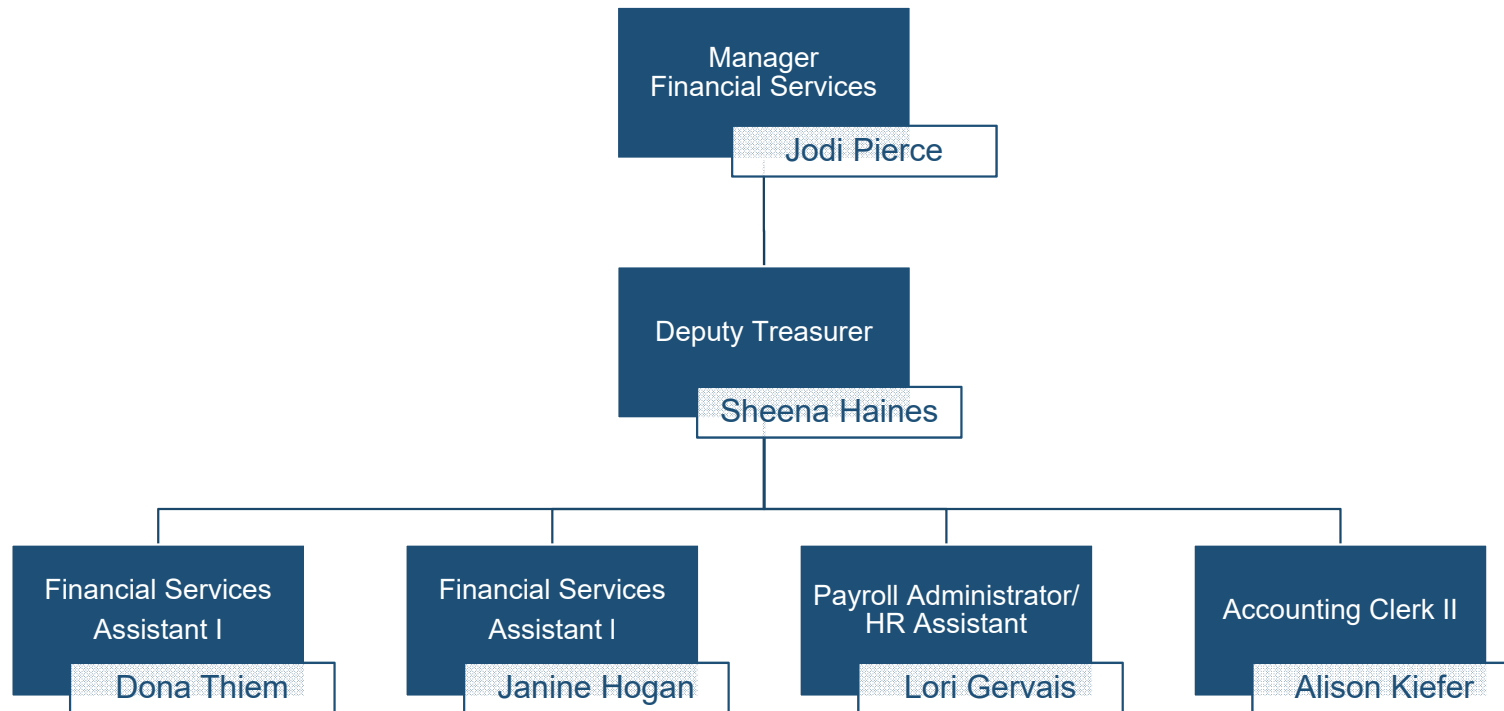 Manager
Financial Services
Jodi Pierce
Deputy Treasurer
Sheena Haines
Financial Services
Assistant I
Dona Thiem
Financial Services
Assistant I
Janine Hogan
Payroll Administrator/
HR Assistant
Lori Gervais
Accounting Clerk II
Alison Kiefer